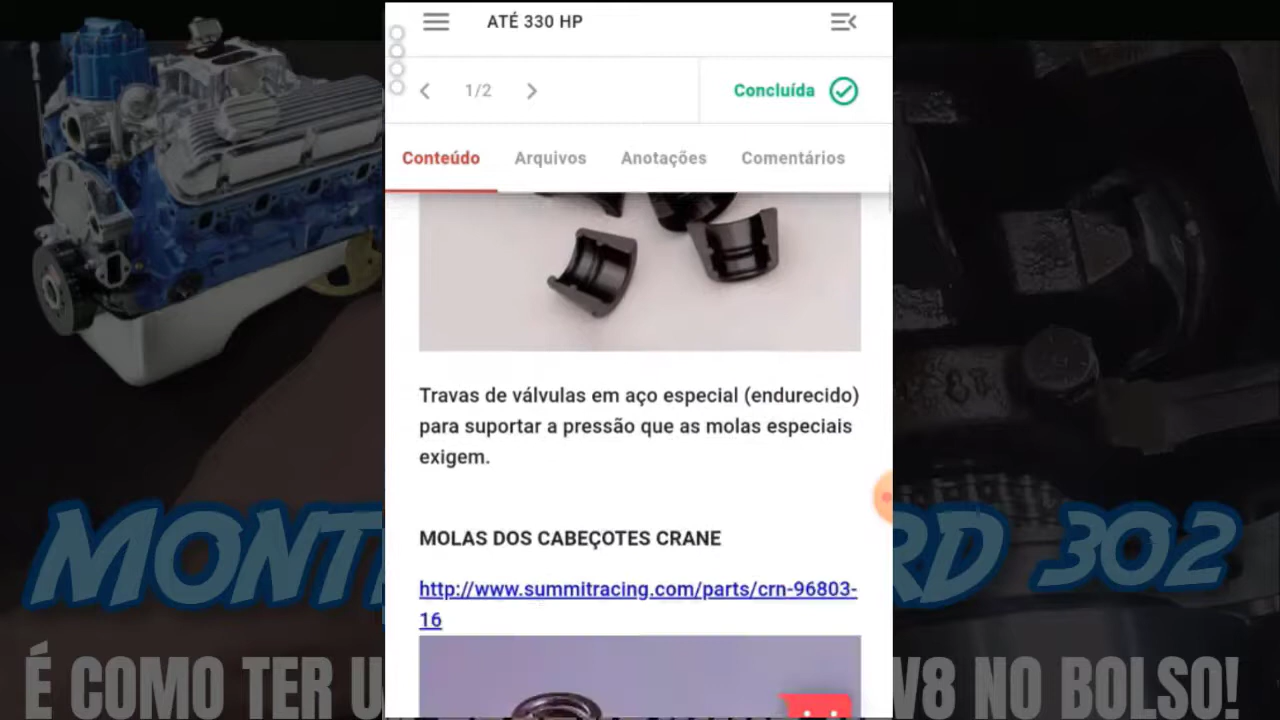 ATÉ 330 HP
1/2
Concluída
Conteúdo Arquivos Anotações Comentários
Travas de válvulas em aço especial (endurecido)
para suportar a pressão que as molas especiais
exigem.
MOLAS DOS CABEÇOTES CRANE
http://www.summitracing.com/parts/crn-96803-
16
MONT RD 302
É COMO TER U V8 NO BOLSO!